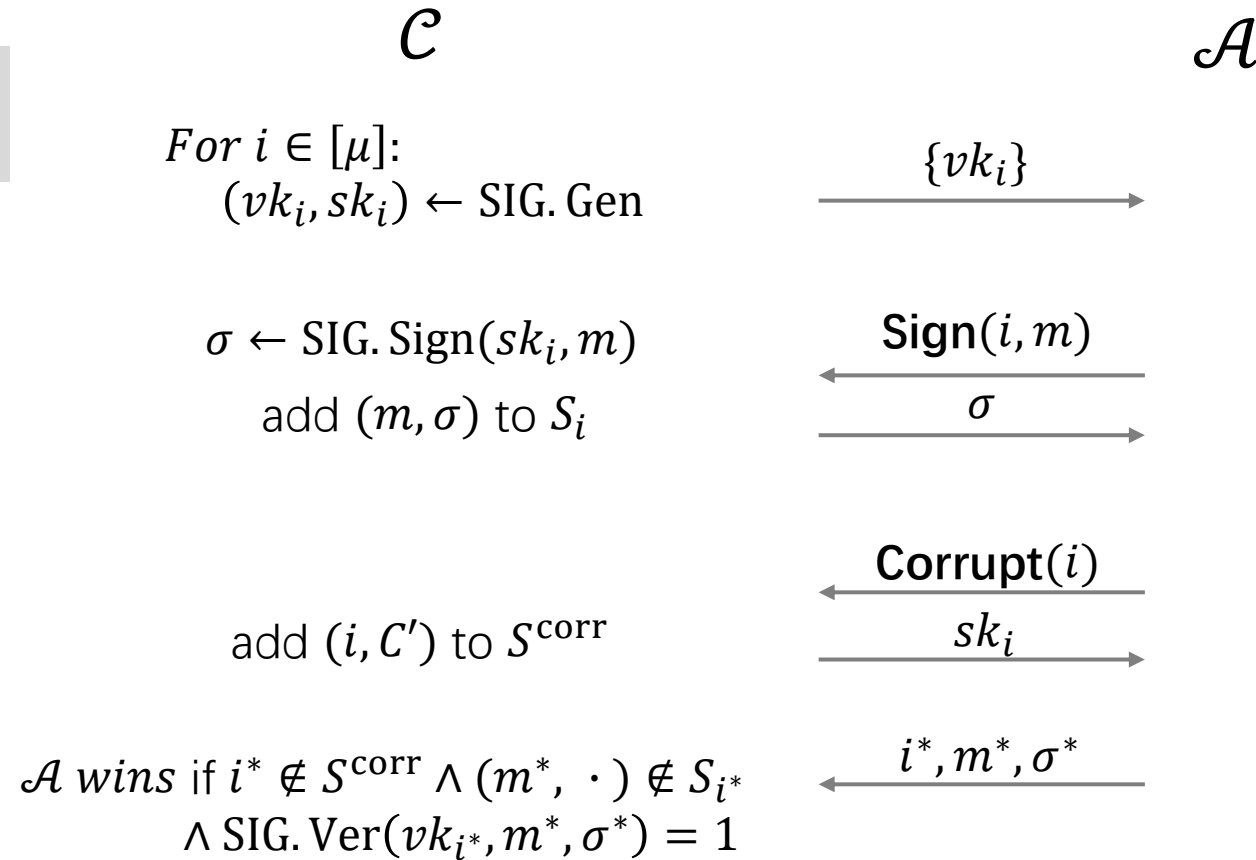 𝒞
𝒜
For i ∈ [μ]:
(vk_i, sk_i) ← SIG. Gen
{vk_i}
σ ← SIG. Sign(sk_i, m)
Sign(i, m)
add (m, σ) to S_i
σ
Corrupt(i)
add (i, C′) to S^corr
sk_i
𝒜 wins if i* ∉ S^corr ∧ (m*, · ) ∉ S_i*
i*, m*, σ*
∧ SIG. Ver(vk_i*, m*, σ*) = 1